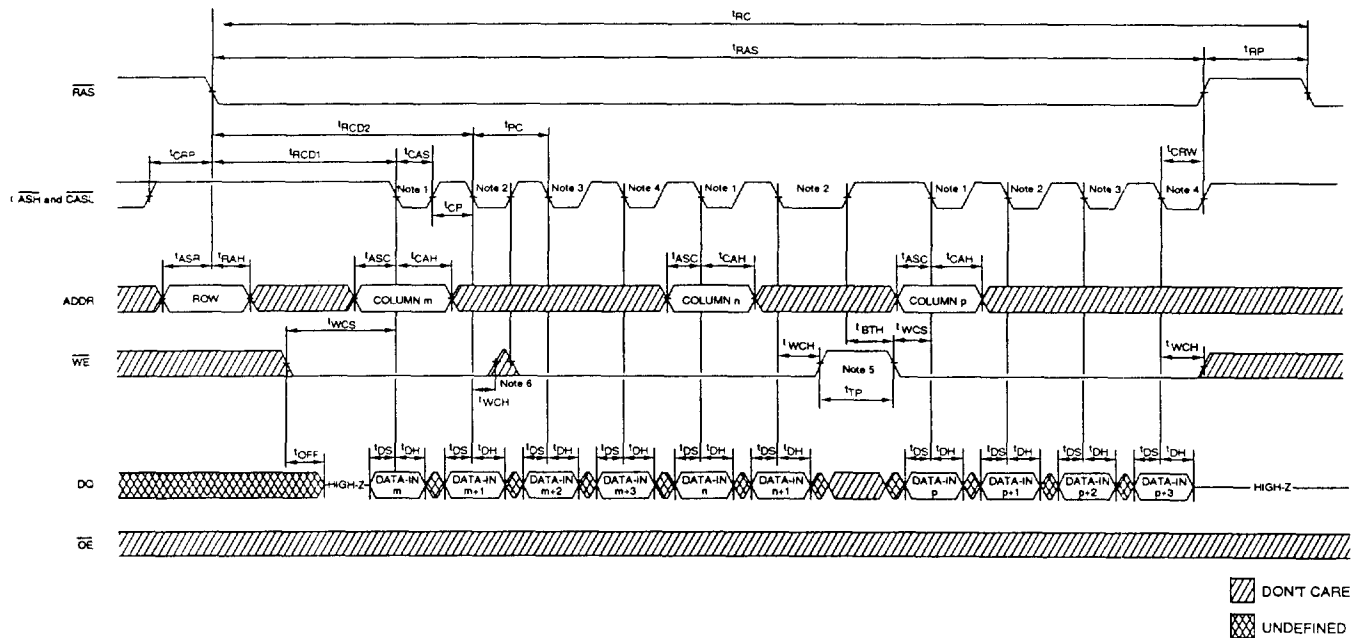 tRC
tRAS
tRP
RAS
tRCD2
tPC
tCRP
tRCD1
tCAS
tCRW
CASH and CASL
Note 1
Note 2
Note 3
Note 4
Note 1
Note 2
Note 1
Note 2
Note 3
Note 4
tCP
tASR
tRAH
tASC
tCAH
tASC
tCAH
tASC
tCAH
ADDR
ROW
COLUMN m
COLUMN n
COLUMN p
tWCS
tBTH
tWCS
tWCH
tWCH
WE
Note 6
Note 5
tWCH
tTP
tOFF
tDS tDH tDS tDH tDS tDH tDS tDH tDS tDH tDS tDH tDS tDH tDS tDH tDS tDH tDS tDH
DQ
HIGH-Z
DATA-IN m
DATA-IN m+1
DATA-IN m+2
DATA-IN m+3
DATA-IN n
DATA-IN n+1
DATA-IN p
DATA-IN p+1
DATA-IN p+2
DATA-IN p+3
HIGH-Z
OE
DON'T CARE
UNDEFINED